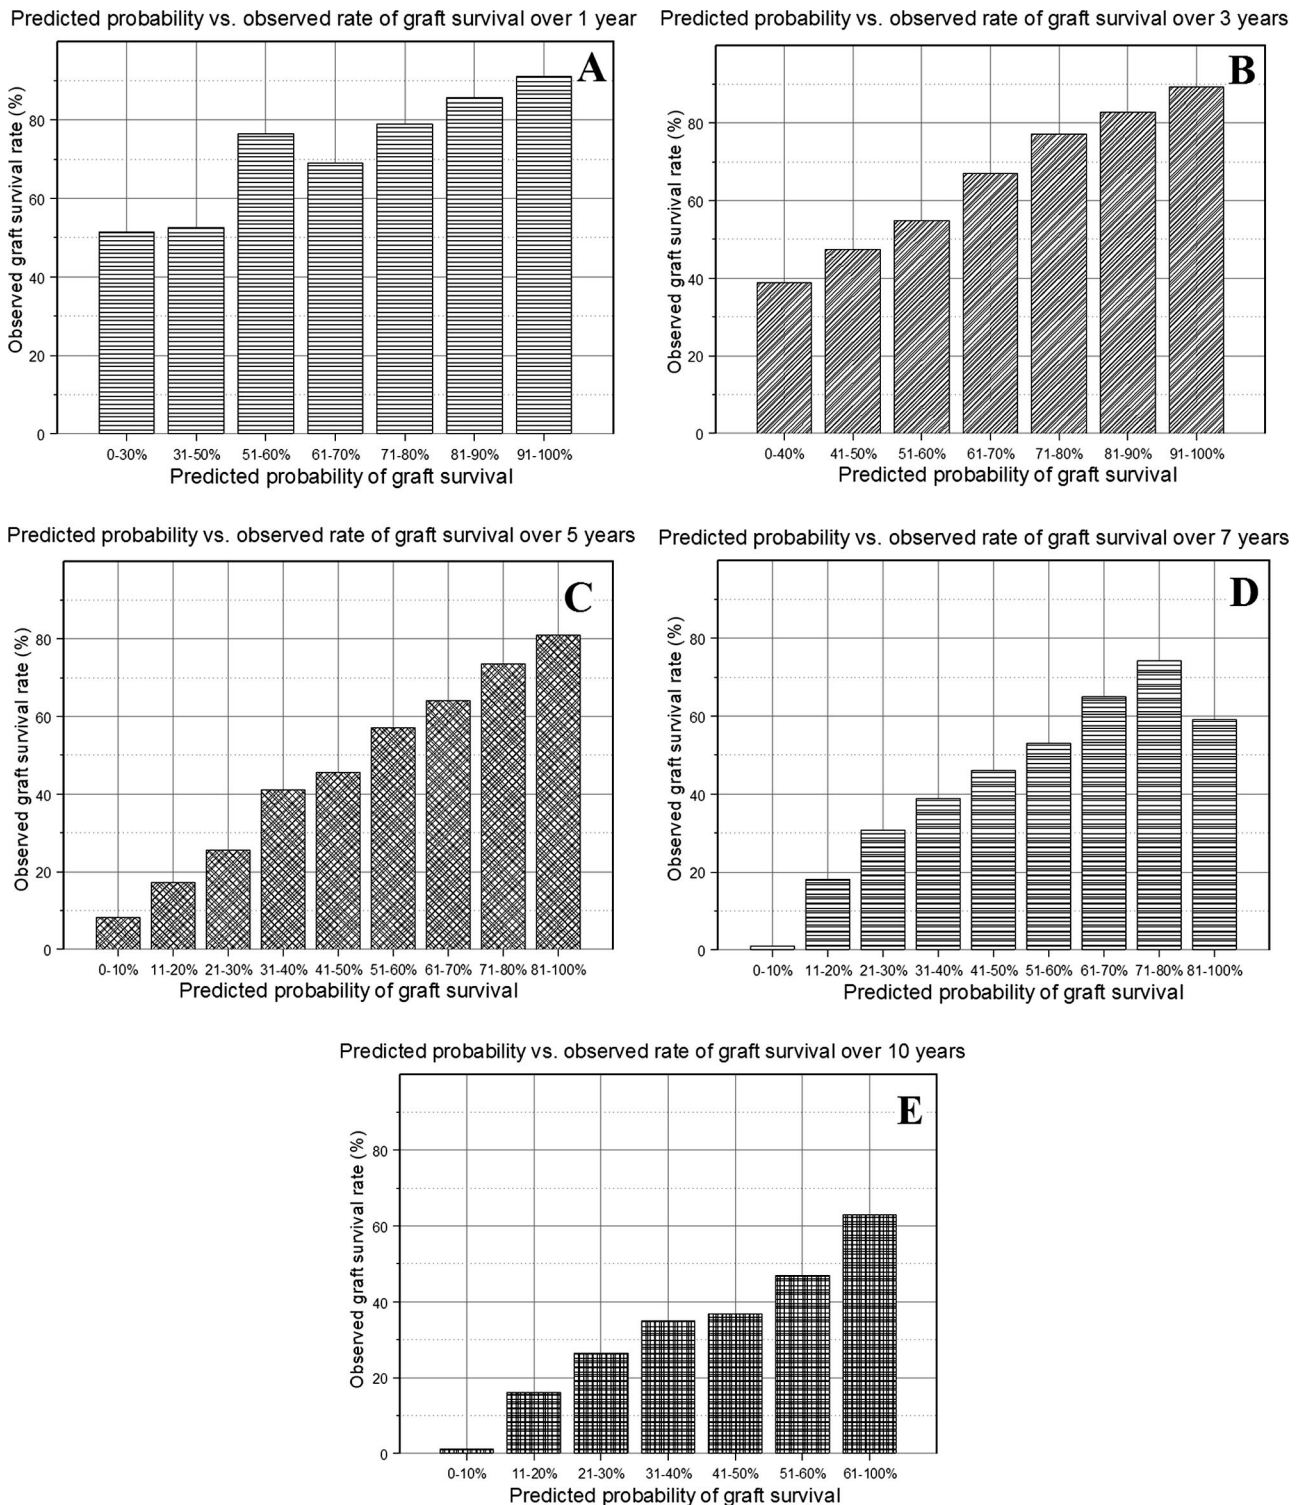 Predicted probability vs. observed rate of graft survival over 1 year
A
Observed graft survival rate (%)
80
60
40
20
0
0-30% 31-50% 51-60% 61-70% 71-80% 81-90% 91-100%
Predicted probability of graft survival
Predicted probability vs. observed rate of graft survival over 3 years
B
Observed graft survival rate (%)
80
60
40
20
0
0-40% 41-50% 51-60% 61-70% 71-80% 81-90% 91-100%
Predicted probability of graft survival
Predicted probability vs. observed rate of graft survival over 5 years
C
Observed graft survival rate (%)
80
60
40
20
0
0-10% 11-20% 21-30% 31-40% 41-50% 51-60% 61-70% 71-80% 81-100%
Predicted probability of graft survival
Predicted probability vs. observed rate of graft survival over 7 years
D
Observed graft survival rate (%)
80
60
40
20
0
0-10% 11-20% 21-30% 31-40% 41-50% 51-60% 61-70% 71-80% 81-100%
Predicted probability of graft survival
Predicted probability vs. observed rate of graft survival over 10 years
E
Observed graft survival rate (%)
80
60
40
20
0
0-10% 11-20% 21-30% 31-40% 41-50% 51-60% 61-100%
Predicted probability of graft survival